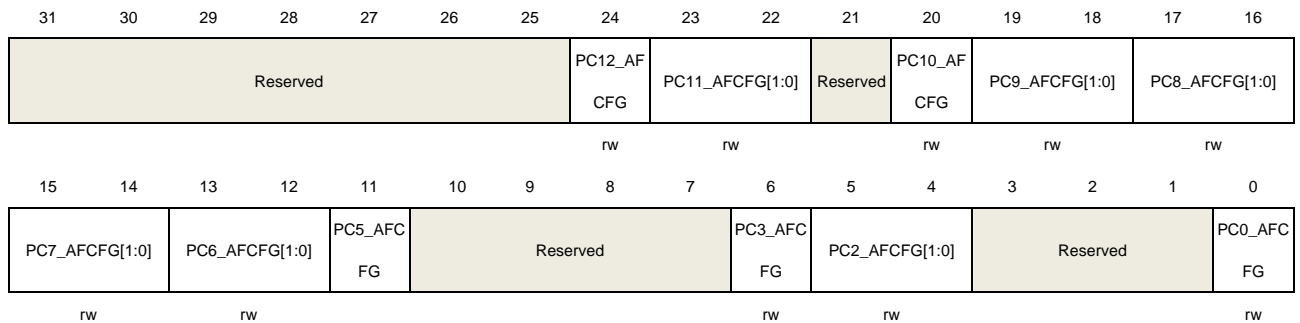 31 30 29 28 27 26 25 24 23 22 21 20 19 18 17 16
Reserved PC12_AF CFG PC11_AFCFG[1:0] Reserved PC10_AF CFG PC9_AFCFG[1:0] PC8_AFCFG[1:0]
rw rw rw rw rw
15 14 13 12 11 10 9 8 7 6 5 4 3 2 1 0
PC7_AFCFG[1:0] PC6_AFCFG[1:0] PC5_AFC FG Reserved PC3_AFC FG PC2_AFCFG[1:0] Reserved PC0_AFC FG
rw rw rw rw rw